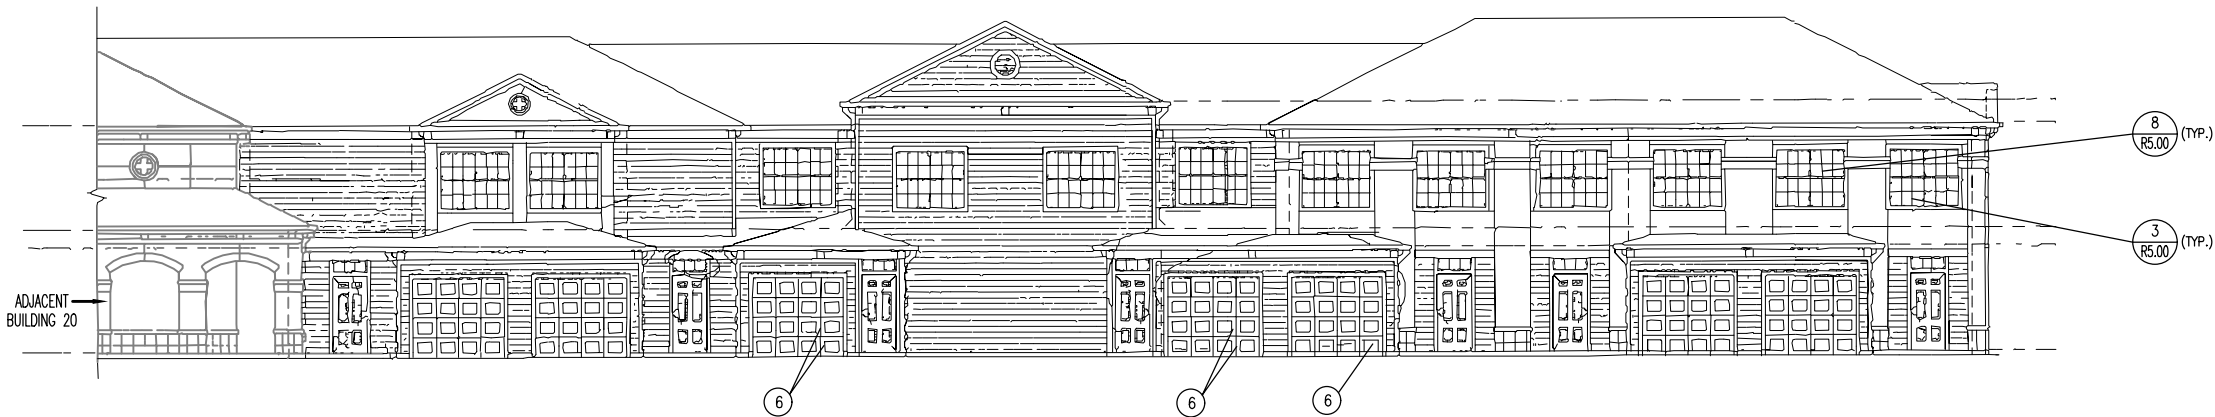 8
R5.00
(TYP.)
3
R5.00
(TYP.)
ADJACENT
BUILDING 20
6
6
6